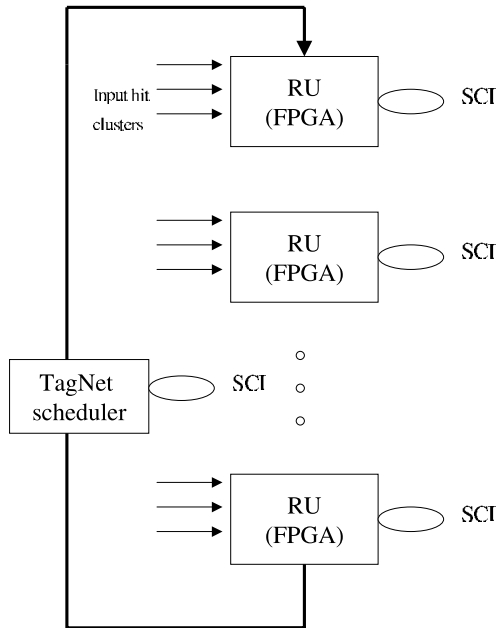 RU
(FPGA)
SCI
Input hit
clusters
RU
(FPGA)
SCI
TagNet
scheduler
SCI
RU
(FPGA)
SCI